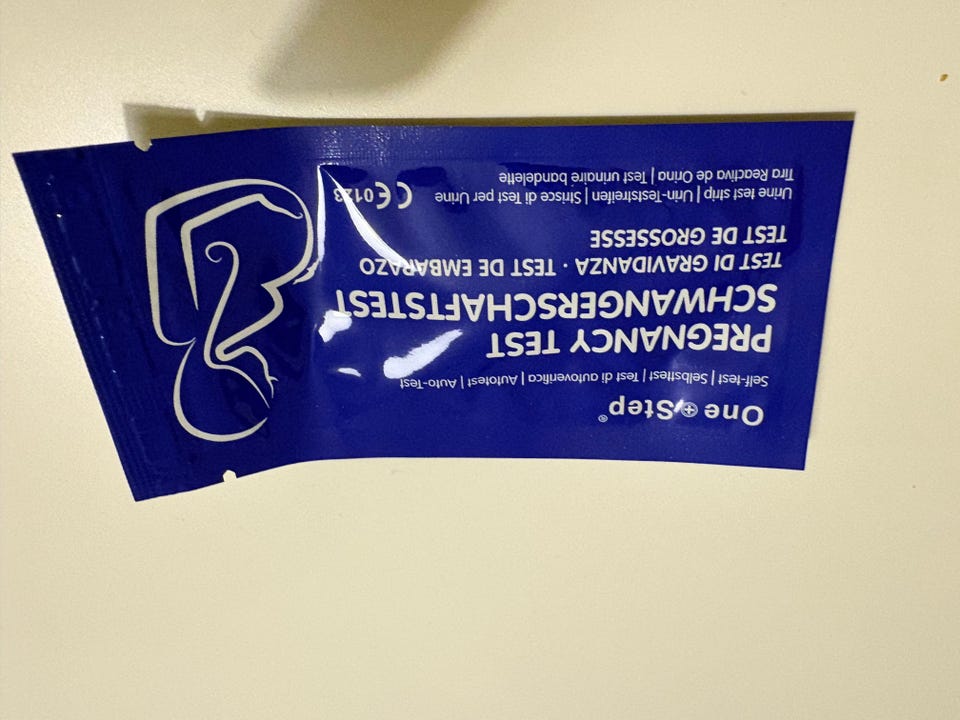 One Step®
Self-test | Selbsttest | Test di autoverifica | Autotest | Auto-Test
PREGNANCY TEST
SCHWANGERSCHAFTSTEST
TEST DI GRAVIDANZA · TEST DE EMBARAZO
TEST DE GROSSESSE
Urine test strip | Urin-Teststreifen | Strisce di Test per Urine CE 0123
Tira Reactiva de Orina | Test urinaire bandelette